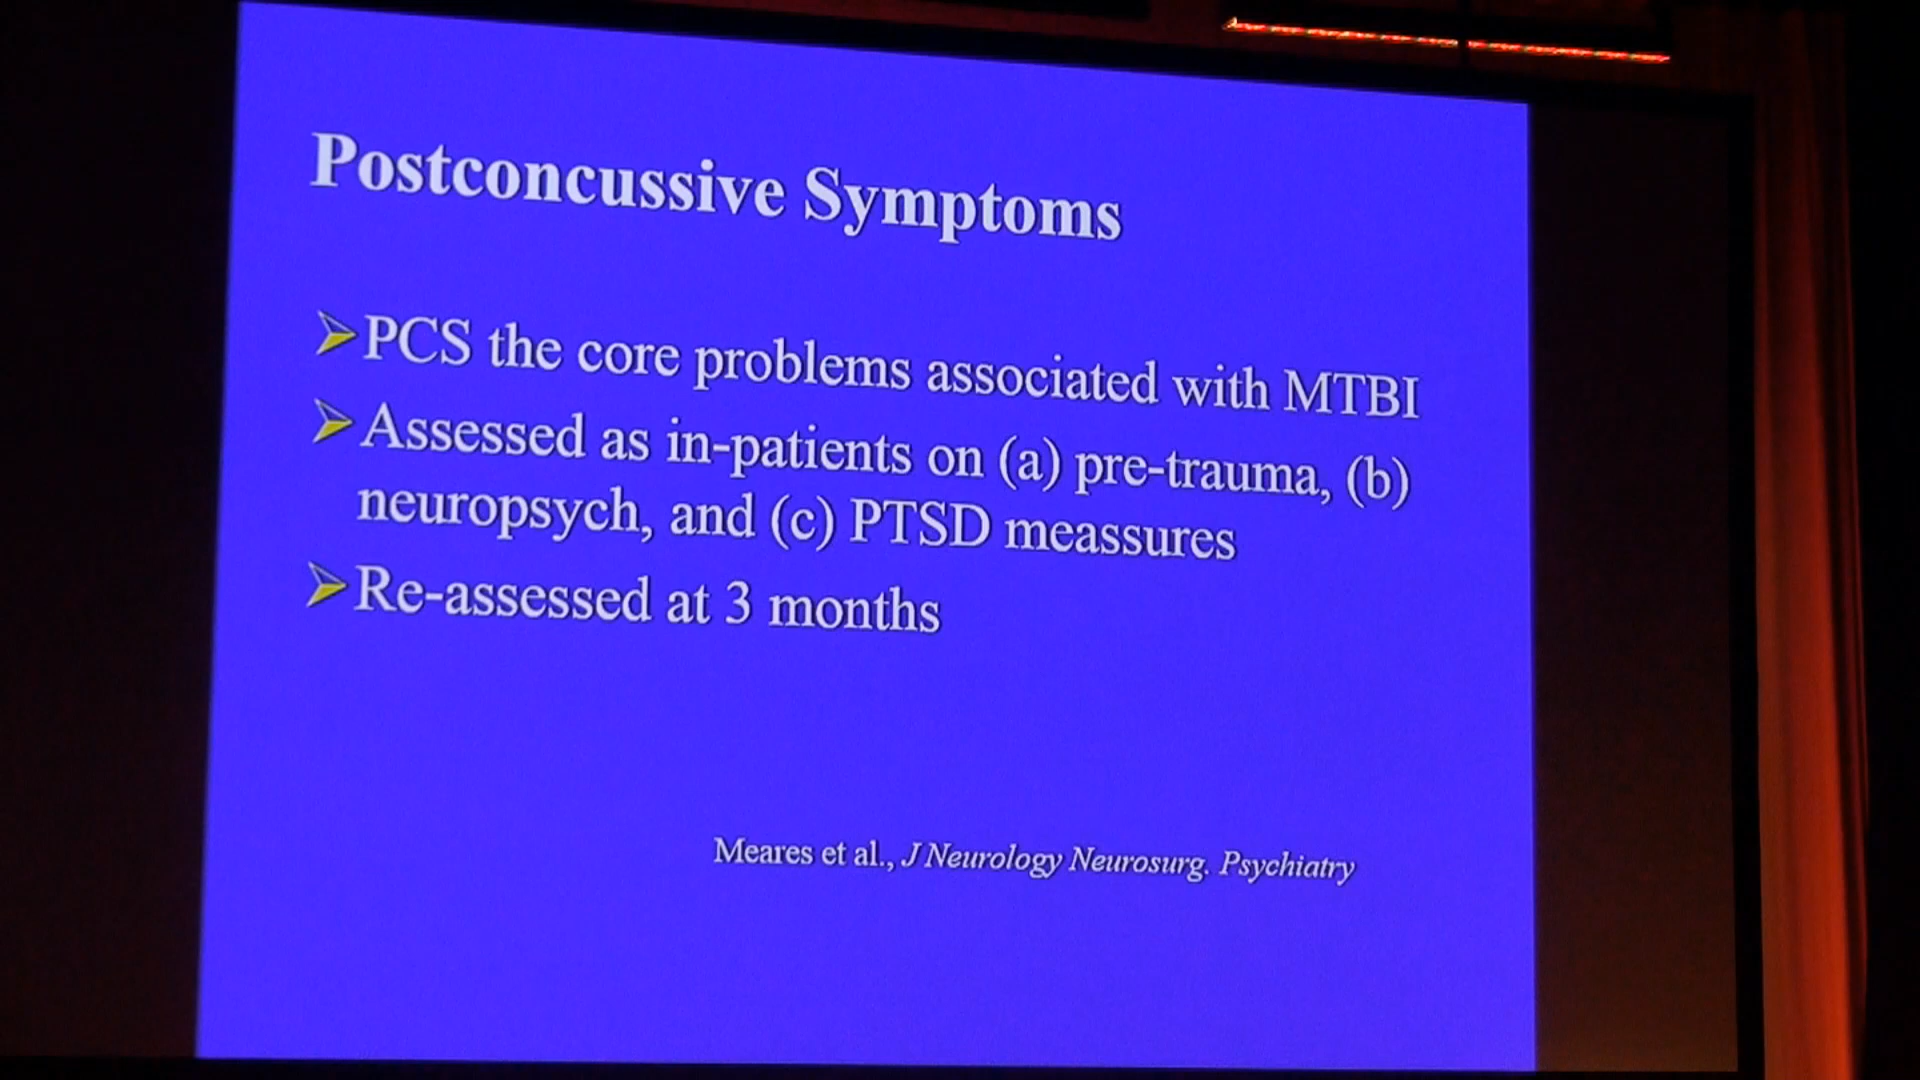 Postconcussive Symptoms
PCS the core problems associated with MTBI
Assessed as in-patients on (a) pre-trauma, (b)
neuropsych, and (c) PTSD meassures
Re-assessed at 3 months
Meares et al., J Neurology Neurosurg. Psychiatry